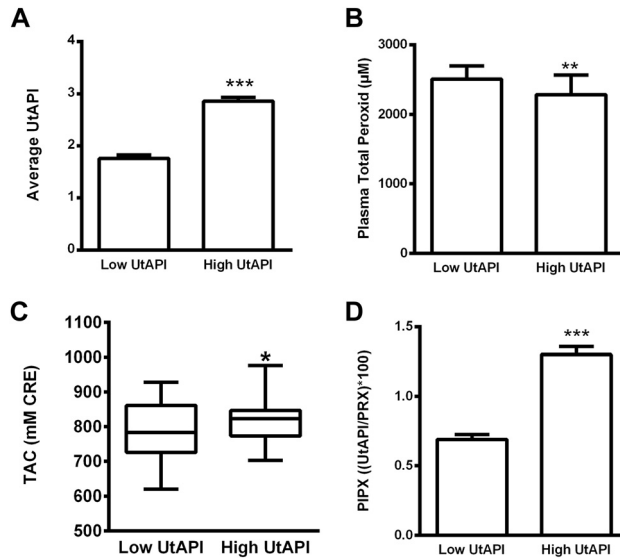 A
Average UtAPI
4
3
2
1
0
***
Low UtAPI High UtAPI
B
Plasma Total Peroxid (µM)
3000
2000
1000
0
**
Low UtAPI High UtAPI
C
TAC (mM CRE)
1100
1000
900
800
700
600
500
*
Low UtAPI High UtAPI
D
PIPX ((UtAPI/PRX)*100)
1.5
1.0
0.5
0.0
***
Low UtAPI High UtAPI